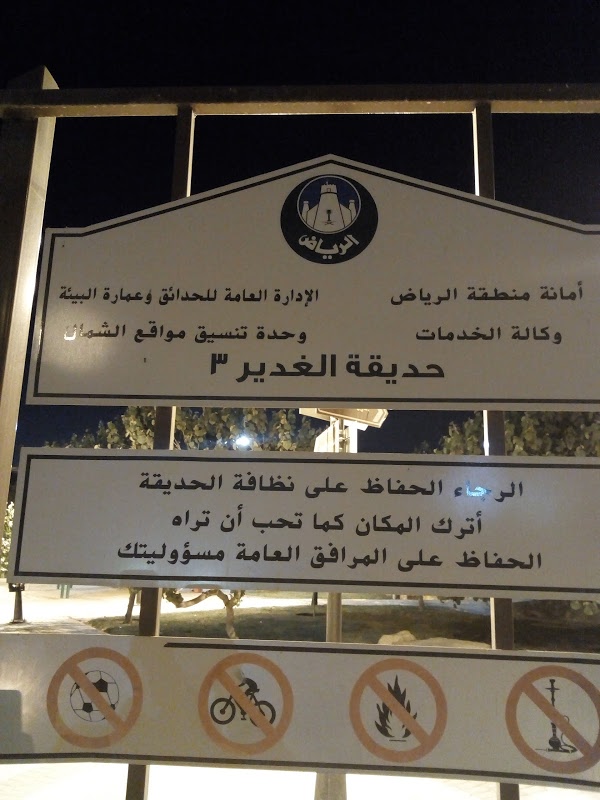 الرياض
أمانة منطقة الرياض
الإدارة العامة للحدائق وعمارة البيئة
وكالة الخدمات
وحدة تنسيق مواقع الشمال
حديقة الغدير ٣
الرجاء الحفاظ على نظافة الحديقة
أترك المكان كما تحب أن تراه
الحفاظ على المرافق العامة مسؤوليتك